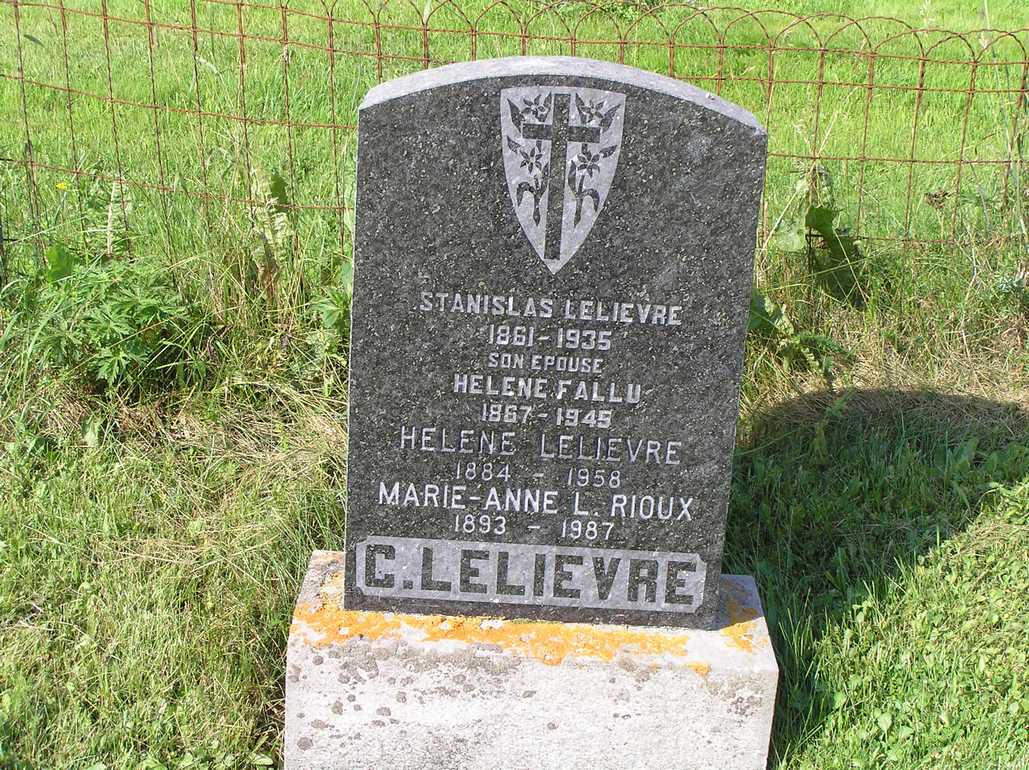 STANISLAS LELIEVRE
1861-1935
SON EPOUSE
HELENE FALLU
1867-1945
HELENE LELIEVRE
1884 - 1958
MARIE-ANNE L. RIOUX
1893 - 1987
C. LELIEVRE